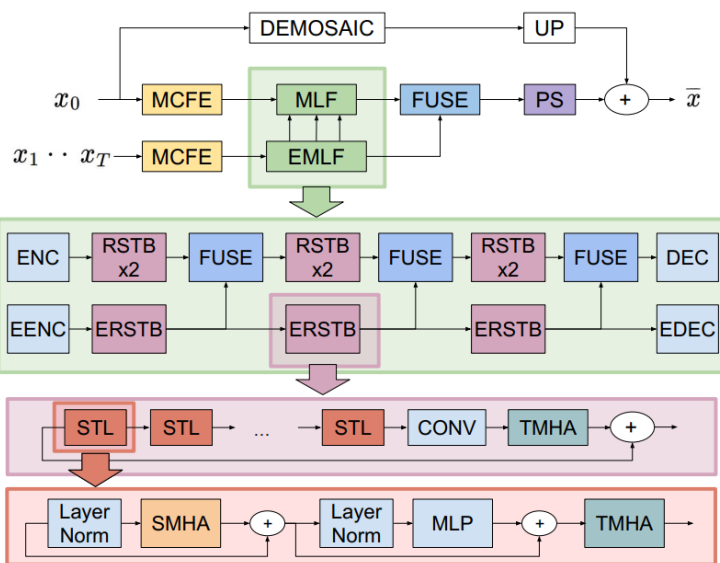 DEMOSAIC UP
x₀ MCFE MLF FUSE PS + x̅
x₁ ·· x_T MCFE EMLF
ENC RSTB x2 FUSE RSTB x2 FUSE RSTB x2 FUSE DEC
EENC ERSTB ERSTB ERSTB EDEC
STL STL ... STL CONV TMHA +
Layer Norm SMHA + Layer Norm MLP + TMHA